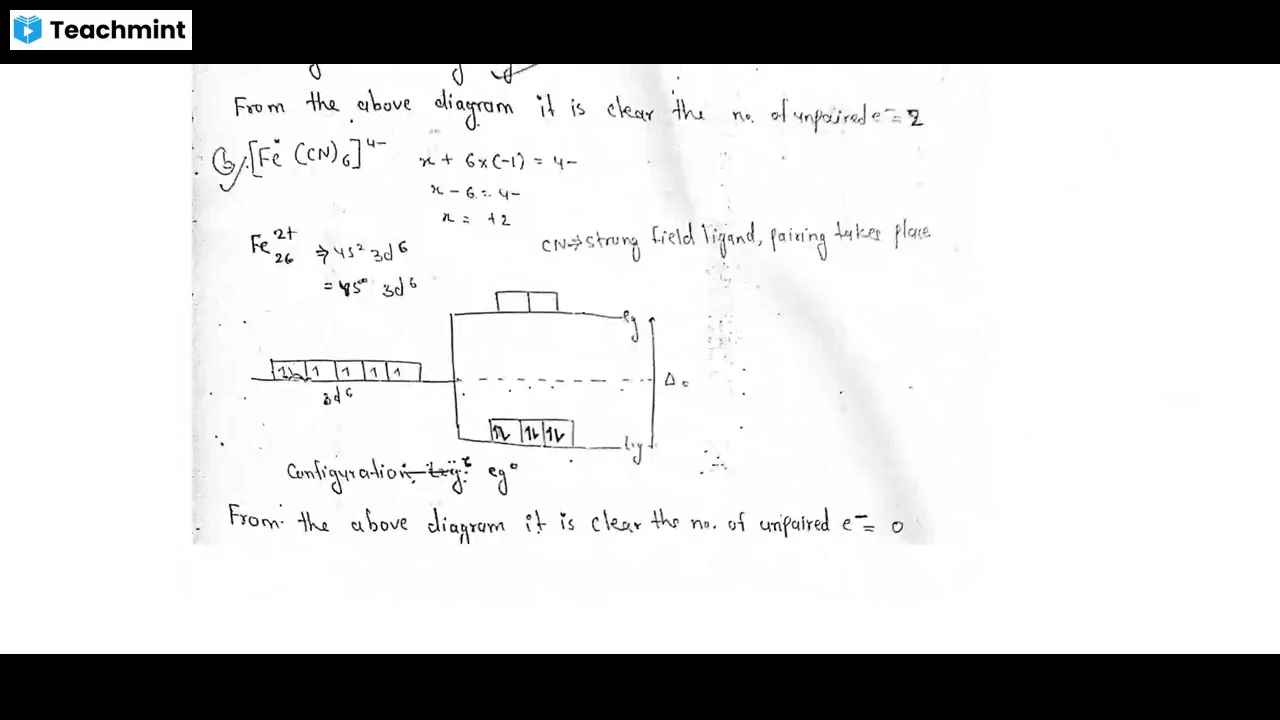 Teachmint
From the above diagram it is clear the no. of unpaired e⁻ = 2
[Fe (CN)6]⁴⁻ x + 6×(-1) = 4-
x - 6 = 4-
x = +2
Fe²⁺₂₆ ⇒ 4s² 3d⁶
CN→strong field ligand, pairing takes place
= 4s⁰ 3d⁶
eg
Δo
3d⁶
Configuration, eg⁰
From the above diagram it is clear the no. of unpaired e⁻ = 0